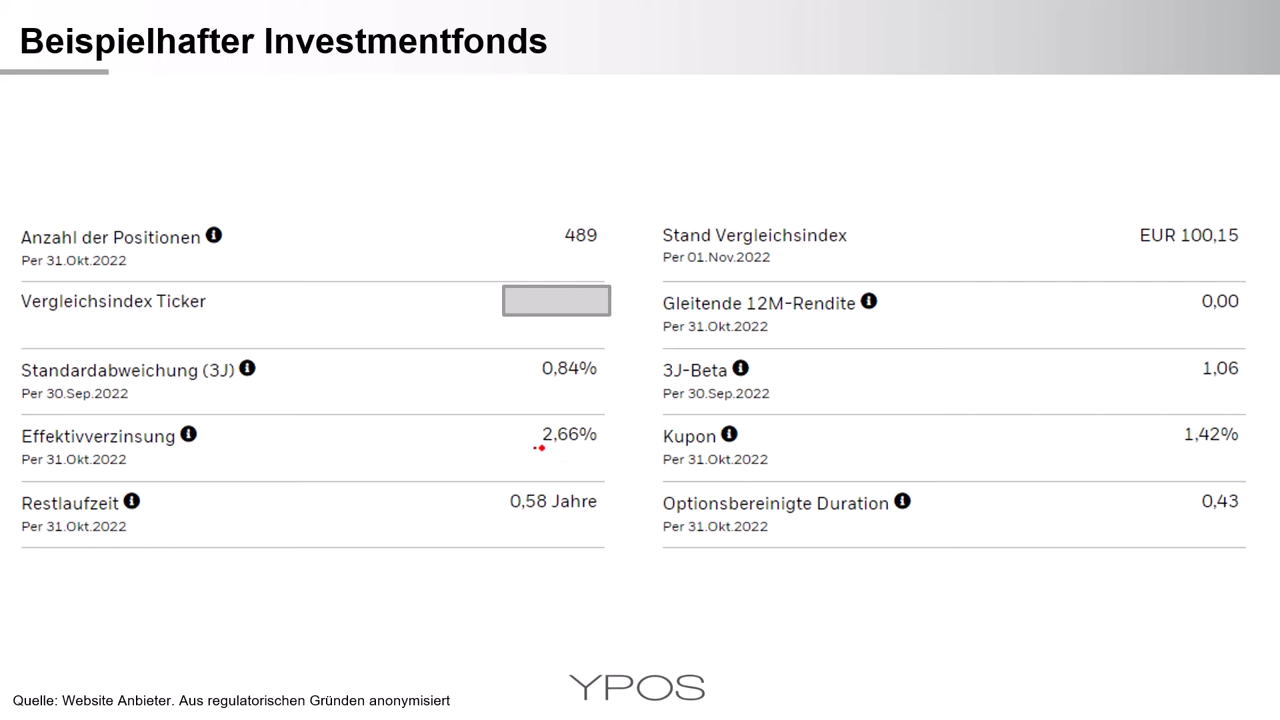 Beispielhafter Investmentfonds
Anzahl der Positionen
489
Per 31.Okt.2022
Vergleichsindex Ticker
Standardabweichung (3J)
0,84%
Per 30.Sep.2022
Effektivverzinsung
2,66%
Per 31.Okt.2022
Restlaufzeit
0,58 Jahre
Per 31.Okt.2022
Stand Vergleichsindex
EUR 100,15
Per 01.Nov.2022
Gleitende 12M-Rendite
0,00
Per 31.Okt.2022
3J-Beta
1,06
Per 30.Sep.2022
Kupon
1,42%
Per 31.Okt.2022
Optionsbereinigte Duration
0,43
Per 31.Okt.2022
YPOS
Quelle: Website Anbieter. Aus regulatorischen Gründen anonymisiert